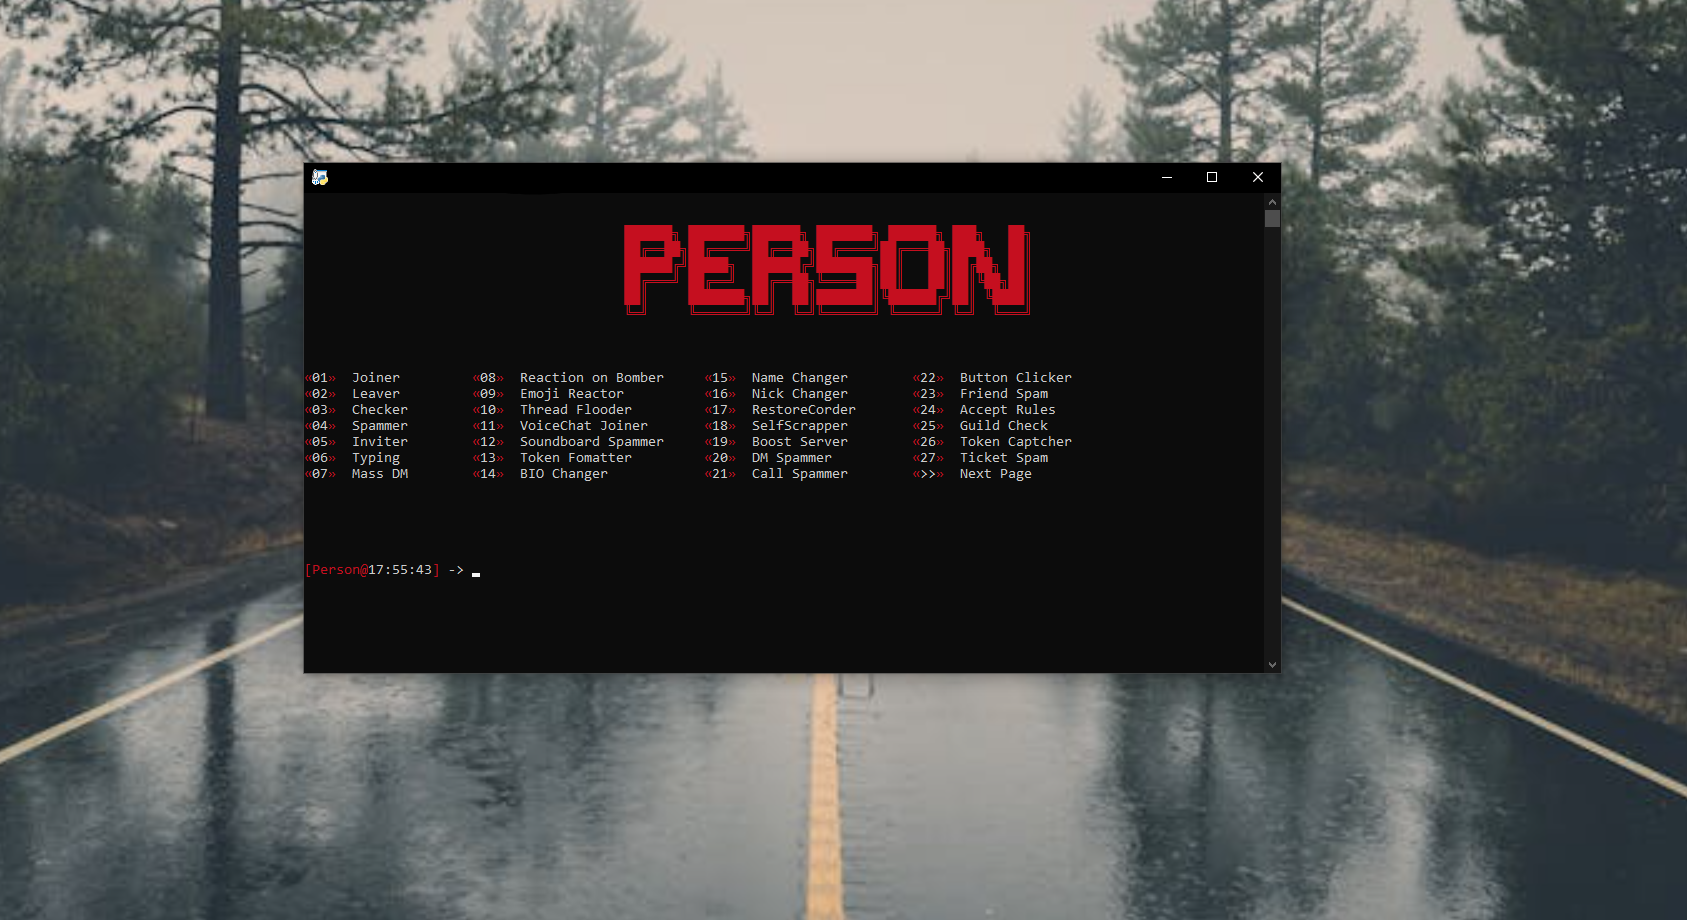 PERSON
«01» Joiner «08» Reaction on Bomber «15» Name Changer «22» Button Clicker
«02» Leaver «09» Emoji Reactor «16» Nick Changer «23» Friend Spam
«03» Checker «10» Thread Flooder «17» RestoreCorder «24» Accept Rules
«04» Spammer «11» VoiceChat Joiner «18» SelfScrapper «25» Guild Check
«05» Inviter «12» Soundboard Spammer «19» Boost Server «26» Token Captcher
«06» Typing «13» Token Fomatter «20» DM Spammer «27» Ticket Spam
«07» Mass DM «14» BIO Changer «21» Call Spammer «>>» Next Page
[Person@17:55:43] ->